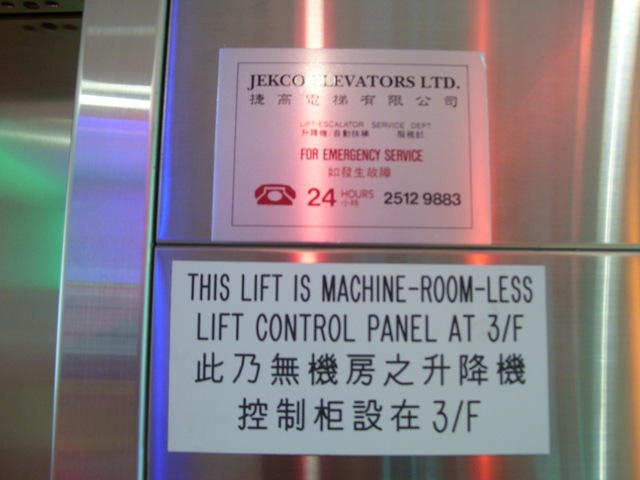 JEKCO ELEVATORS LTD.
捷高電梯有限公司
LIFT-ESCALATOR SERVICE DEPT
升降機/自動扶梯 服務部
FOR EMERGENCY SERVICE
如發生故障
24 HOURS 2512 9883
小時
THIS LIFT IS MACHINE-ROOM-LESS
LIFT CONTROL PANEL AT 3/F
此乃無機房之升降機
控制柜設在 3/F